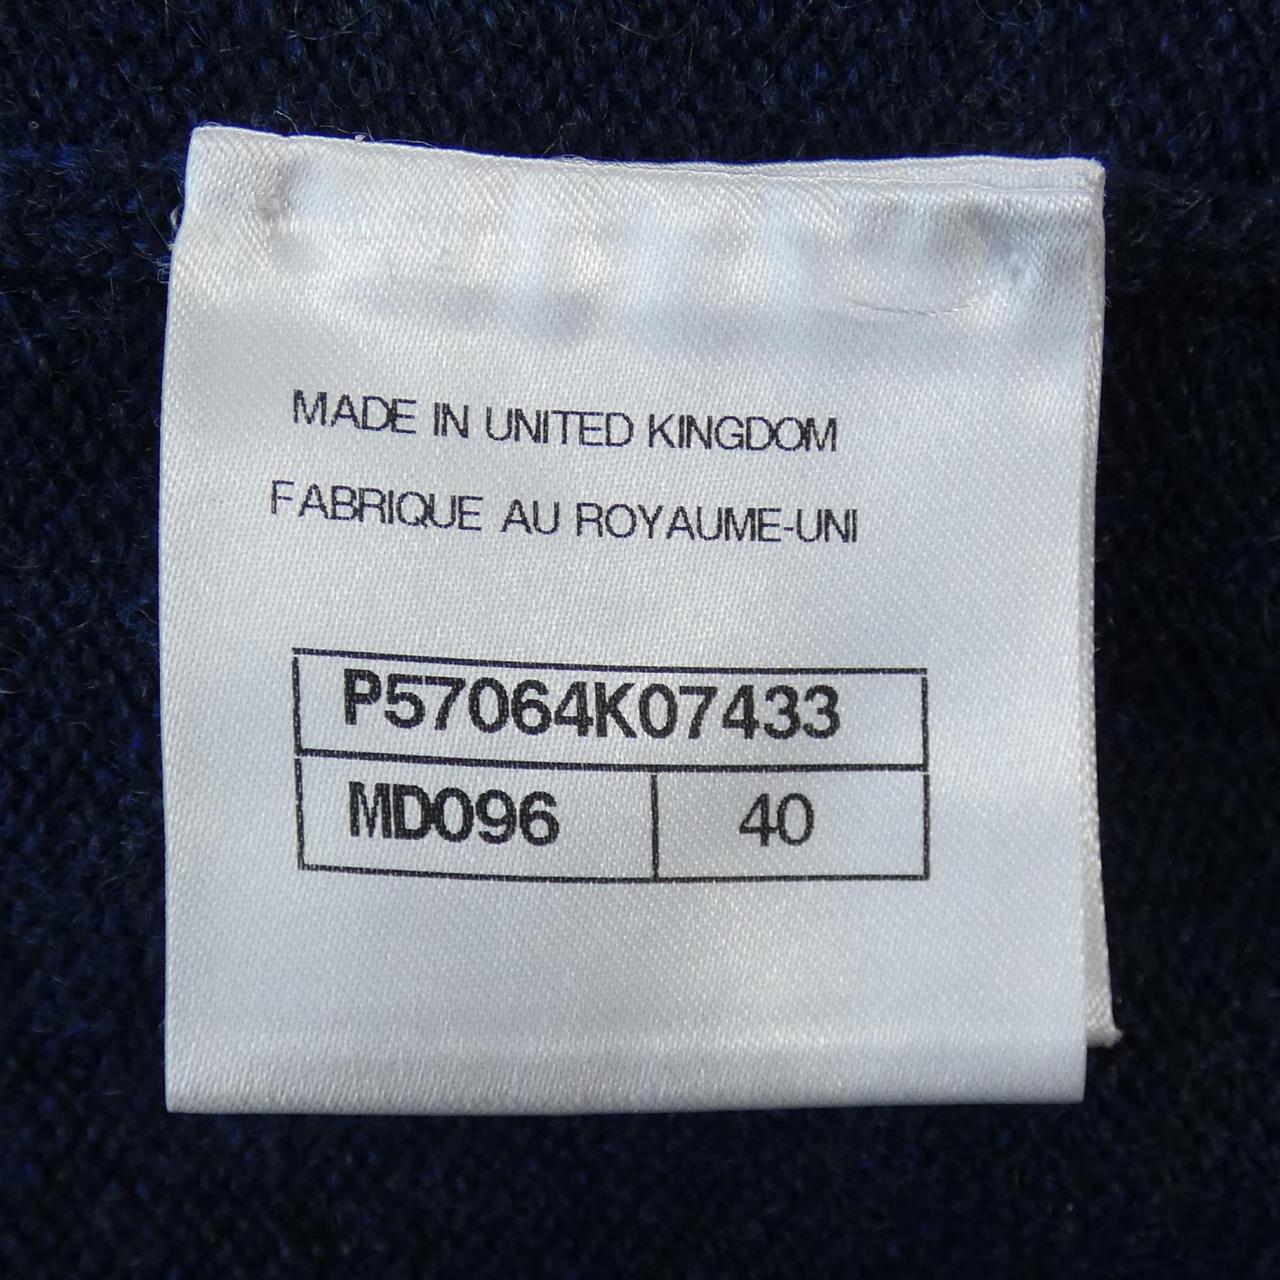 MADE IN UNITED KINGDOM
FABRIQUE AU ROYAUME-UNI
P57064K07433
MD096 40